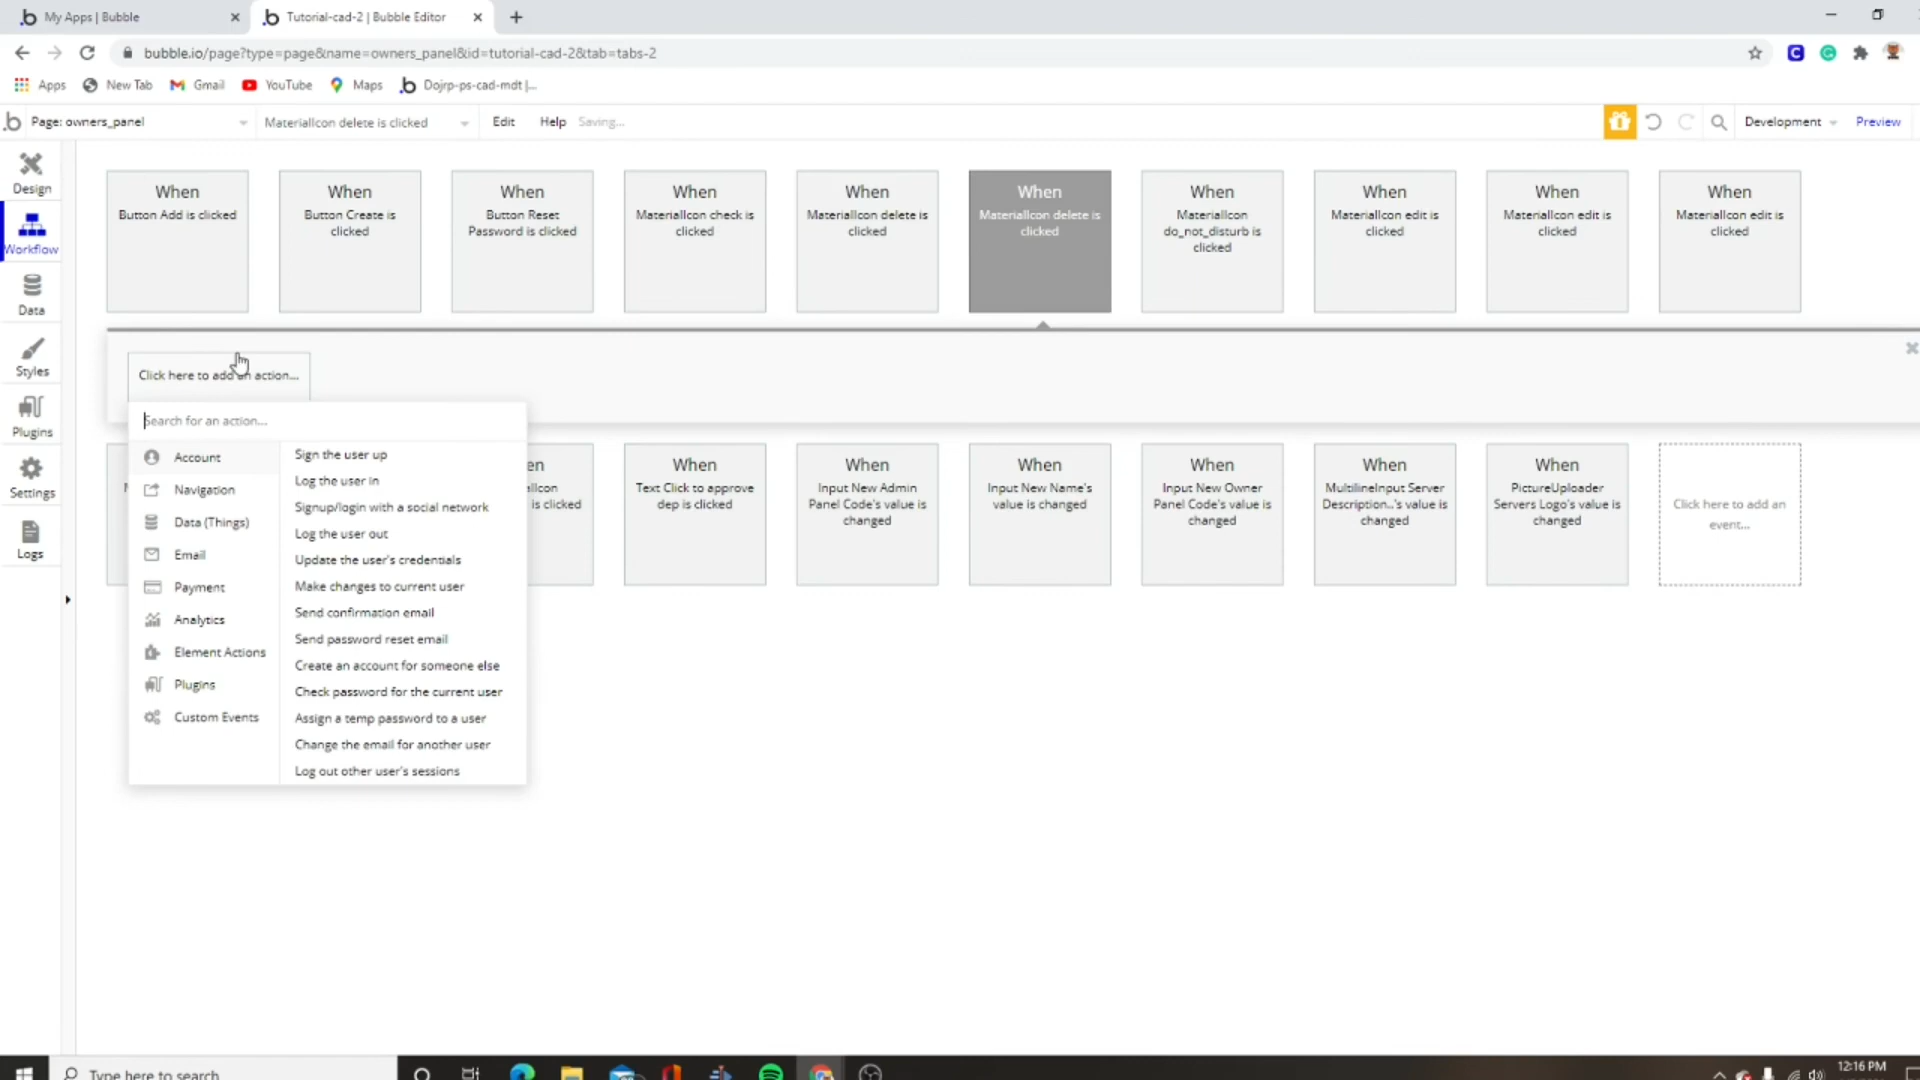 My Apps | Bubble
Tutorial-cad-2 | Bubble Editor
bubble.io/page?type=page&name=owners_panel&id=tutorial-cad-2&tab=tabs-2
Apps
New Tab
Gmail
YouTube
Maps
Dojrp-ps-cad-mdt |...
Page: owners_panel
MaterialIcon delete is clicked
Edit
Help
Saving...
Development
Preview
Design
Workflow
Data
Styles
Plugins
Settings
Logs
When
Button Add is clicked
When
Button Create is
clicked
When
Button Reset
Password is clicked
When
MaterialIcon check is
clicked
When
MaterialIcon delete is
clicked
When
MaterialIcon delete is
clicked
When
MaterialIcon
do_not_disturb is
clicked
When
MaterialIcon edit is
clicked
When
MaterialIcon edit is
clicked
When
MaterialIcon edit is
clicked
Click here to add an action...
Search for an action...
Account
Navigation
Data (Things)
Email
Payment
Analytics
Element Actions
Plugins
Custom Events
Sign the user up
Log the user in
Signup/login with a social network
Log the user out
Update the user's credentials
Make changes to current user
Send confirmation email
Send password reset email
Create an account for someone else
Check password for the current user
Assign a temp password to a user
Change the email for another user
Log out other user's sessions
is clicked
When
Text Click to approve
dep is clicked
When
Input New Admin
Panel Code's value is
changed
When
Input New Name's
value is changed
When
Input New Owner
Panel Code's value is
changed
When
MultilineInput Server
Description...'s value is
changed
When
PictureUploader
Servers Logo's value is
changed
Click here to add an
event...
Type here to search
12:16 PM